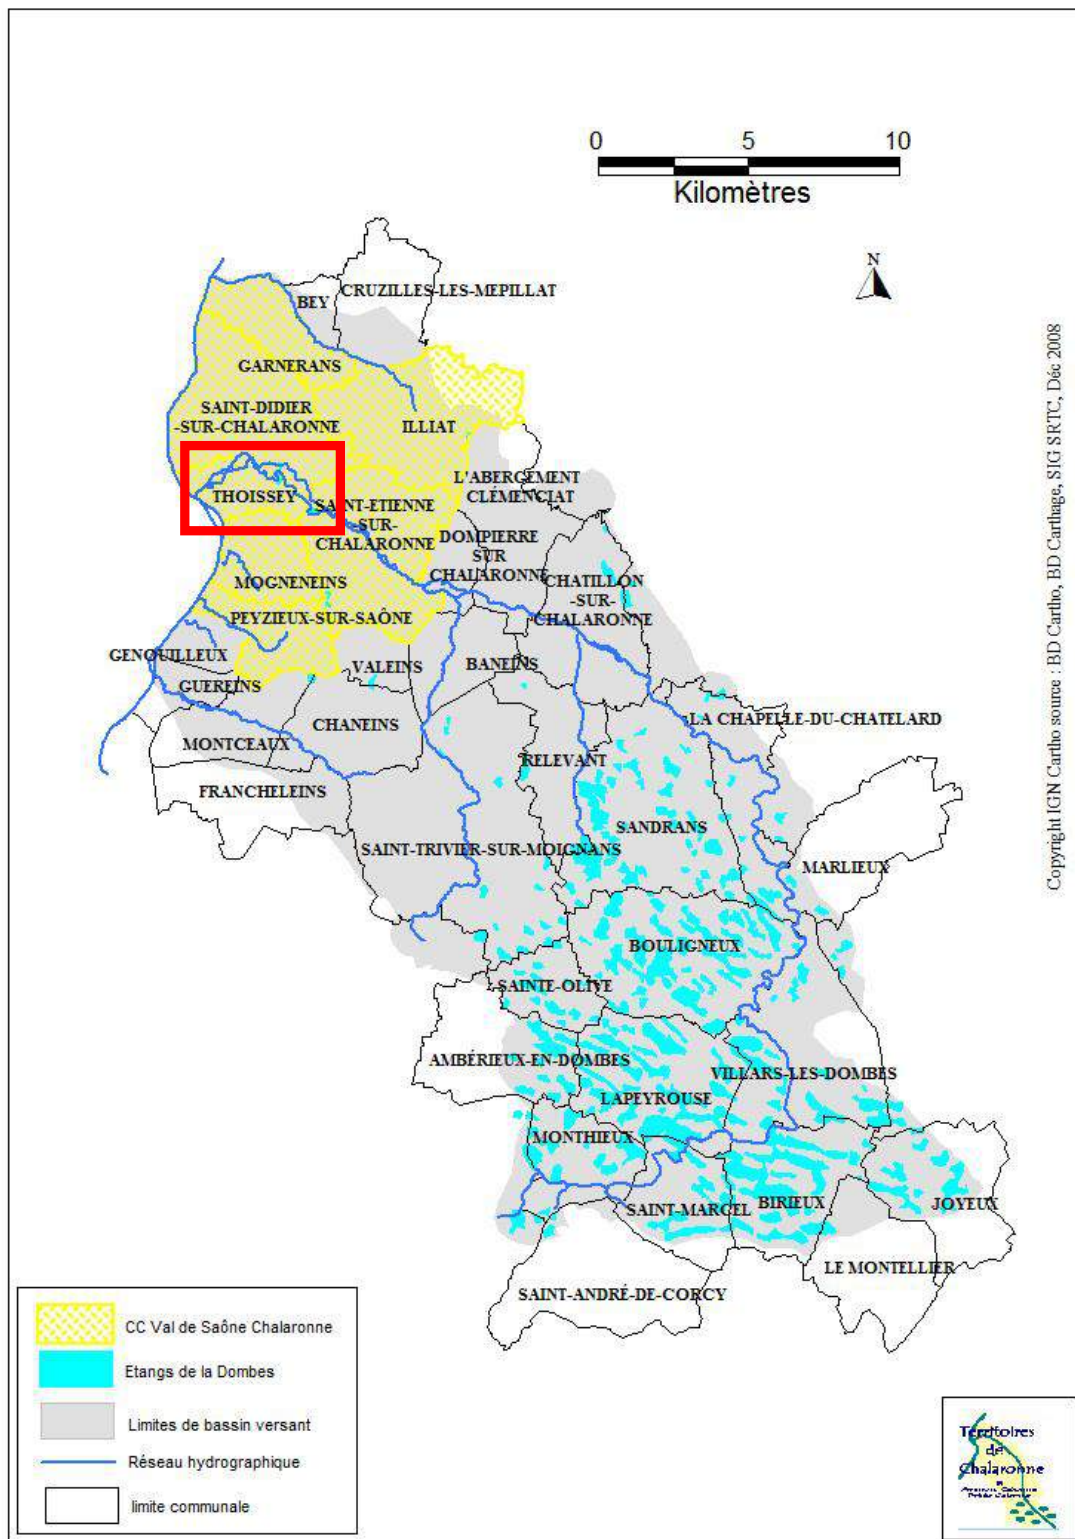 0 5 10
Kilomètres
N
BEY
CRUZILLES-LES-MEPILLAT
GARNERANS
SAINT-DIDIER
-SUR-CHALARONNE
ILLIAT
L'ABERGEMENT
CLÉMENCIAT
THOISSEY
SAINT-ETIENNE
-SUR-
CHALARONNE
DOMPIERRE
SUR
CHALARONNE
CHATILLON
-SUR-
CHALARONNE
MOGNENEINS
PEYZIEUX-SUR-SAÔNE
GENOUILLEUX
VALEINS
BANEINS
GUEREINS
CHANEINS
LA CHAPELLE-DU-CHATELARD
MONTCEAUX
RELEVANT
FRANCHELEINS
SANDRANS
SAINT-TRIVIER-SUR-MOIGNANS
MARLIEUX
BOULIGNEUX
SAINTE-OLIVE
AMBÉRIEUX-EN-DOMBES
VILLARS-LES-DOMBES
LAPEYROUSE
MONTHIEUX
SAINT-MARCEL
BIRIEUX
JOYEUX
LE MONTELLIER
SAINT-ANDRÉ-DE-CORCY
Copyright IGN Cartho source : BD Cartho, BD Carthage, SIG SRTC, Déc 2008
CC Val de Saône Chalaronne
Etangs de la Dombes
Limites de bassin versant
Réseau hydrographique
limite communale
Territoires
de
Chalaronne